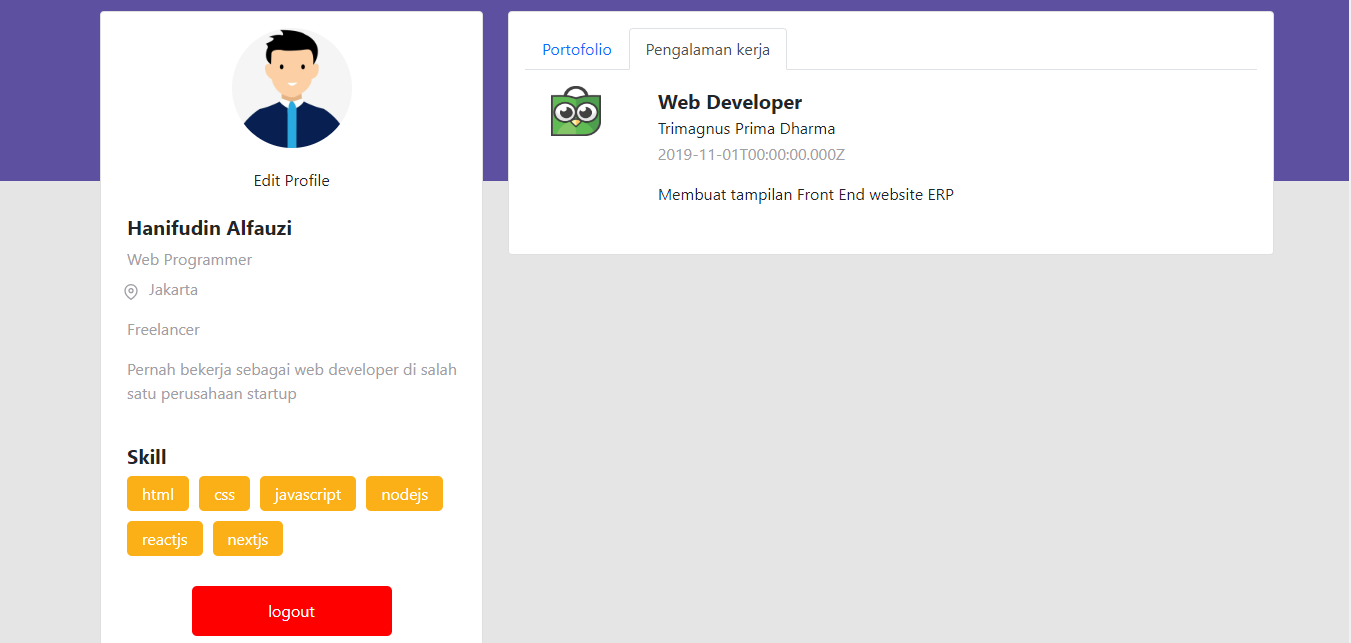 Edit Profile
Hanifudin Alfauzi
Web Programmer
Jakarta
Freelancer
Pernah bekerja sebagai web developer di salah
satu perusahaan startup
Skill
html css javascript nodejs
reactjs nextjs
logout
Portofolio Pengalaman kerja
Web Developer
Trimagnus Prima Dharma
2019-11-01T00:00:00.000Z
Membuat tampilan Front End website ERP